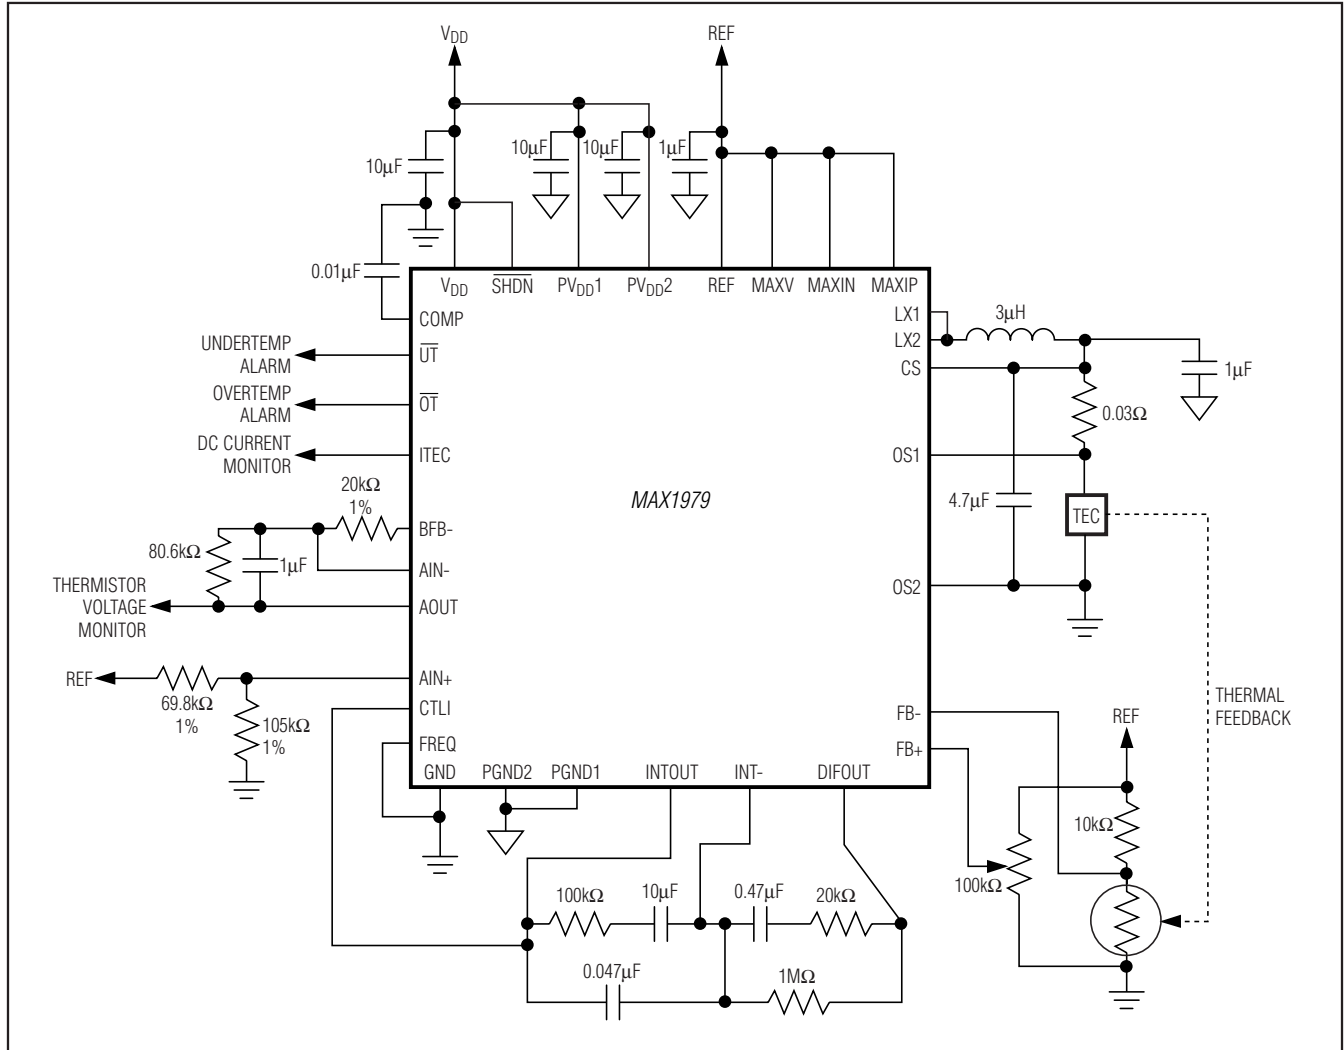 VDD
REF
10μF
10μF
10μF
1μF
0.01μF
VDD
SHDN
PVDD1
PVDD2
REF
MAXV
MAXIN
MAXIP
COMP
LX1
LX2
3μH
CS
1μF
UNDERTEMP
ALARM
UT
OVERTEMP
ALARM
OT
0.03Ω
DC CURRENT
MONITOR
ITEC
OS1
20kΩ
1%
MAX1979
4.7μF
TEC
BFB-
80.6kΩ
1μF
AIN-
THERMISTOR
VOLTAGE
MONITOR
AOUT
OS2
REF
69.8kΩ
1%
AIN+
105kΩ
1%
CTLI
FREQ
THERMAL
FEEDBACK
FB-
FB+
REF
GND
PGND2
PGND1
INTOUT
INT-
DIFOUT
10kΩ
100kΩ
100kΩ
10μF
0.47μF
20kΩ
0.047μF
1MΩ